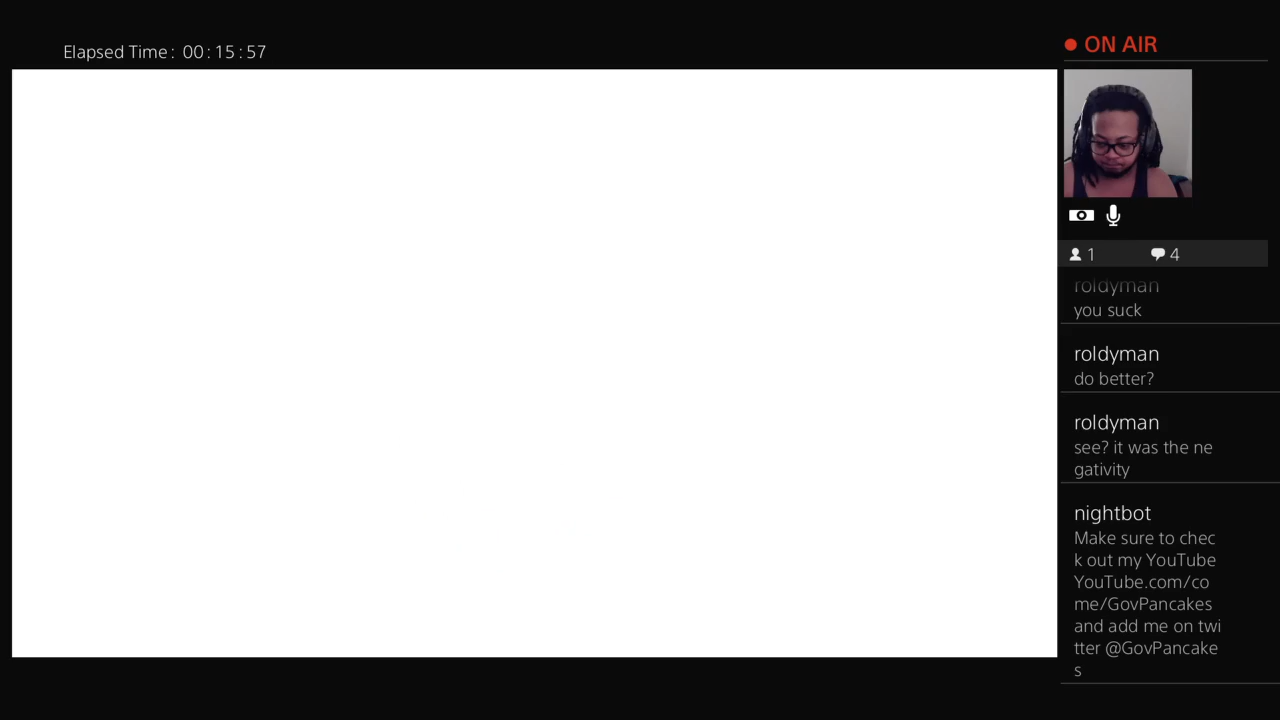 Elapsed Time: 00:15:57
ON AIR
1
4
roldyman
you suck
roldyman
do better?
roldyman
see? it was the ne
gativity
nightbot
Make sure to chec
k out my YouTube
YouTube.com/co
me/GovPancakes
and add me on twi
tter @GovPancake
s